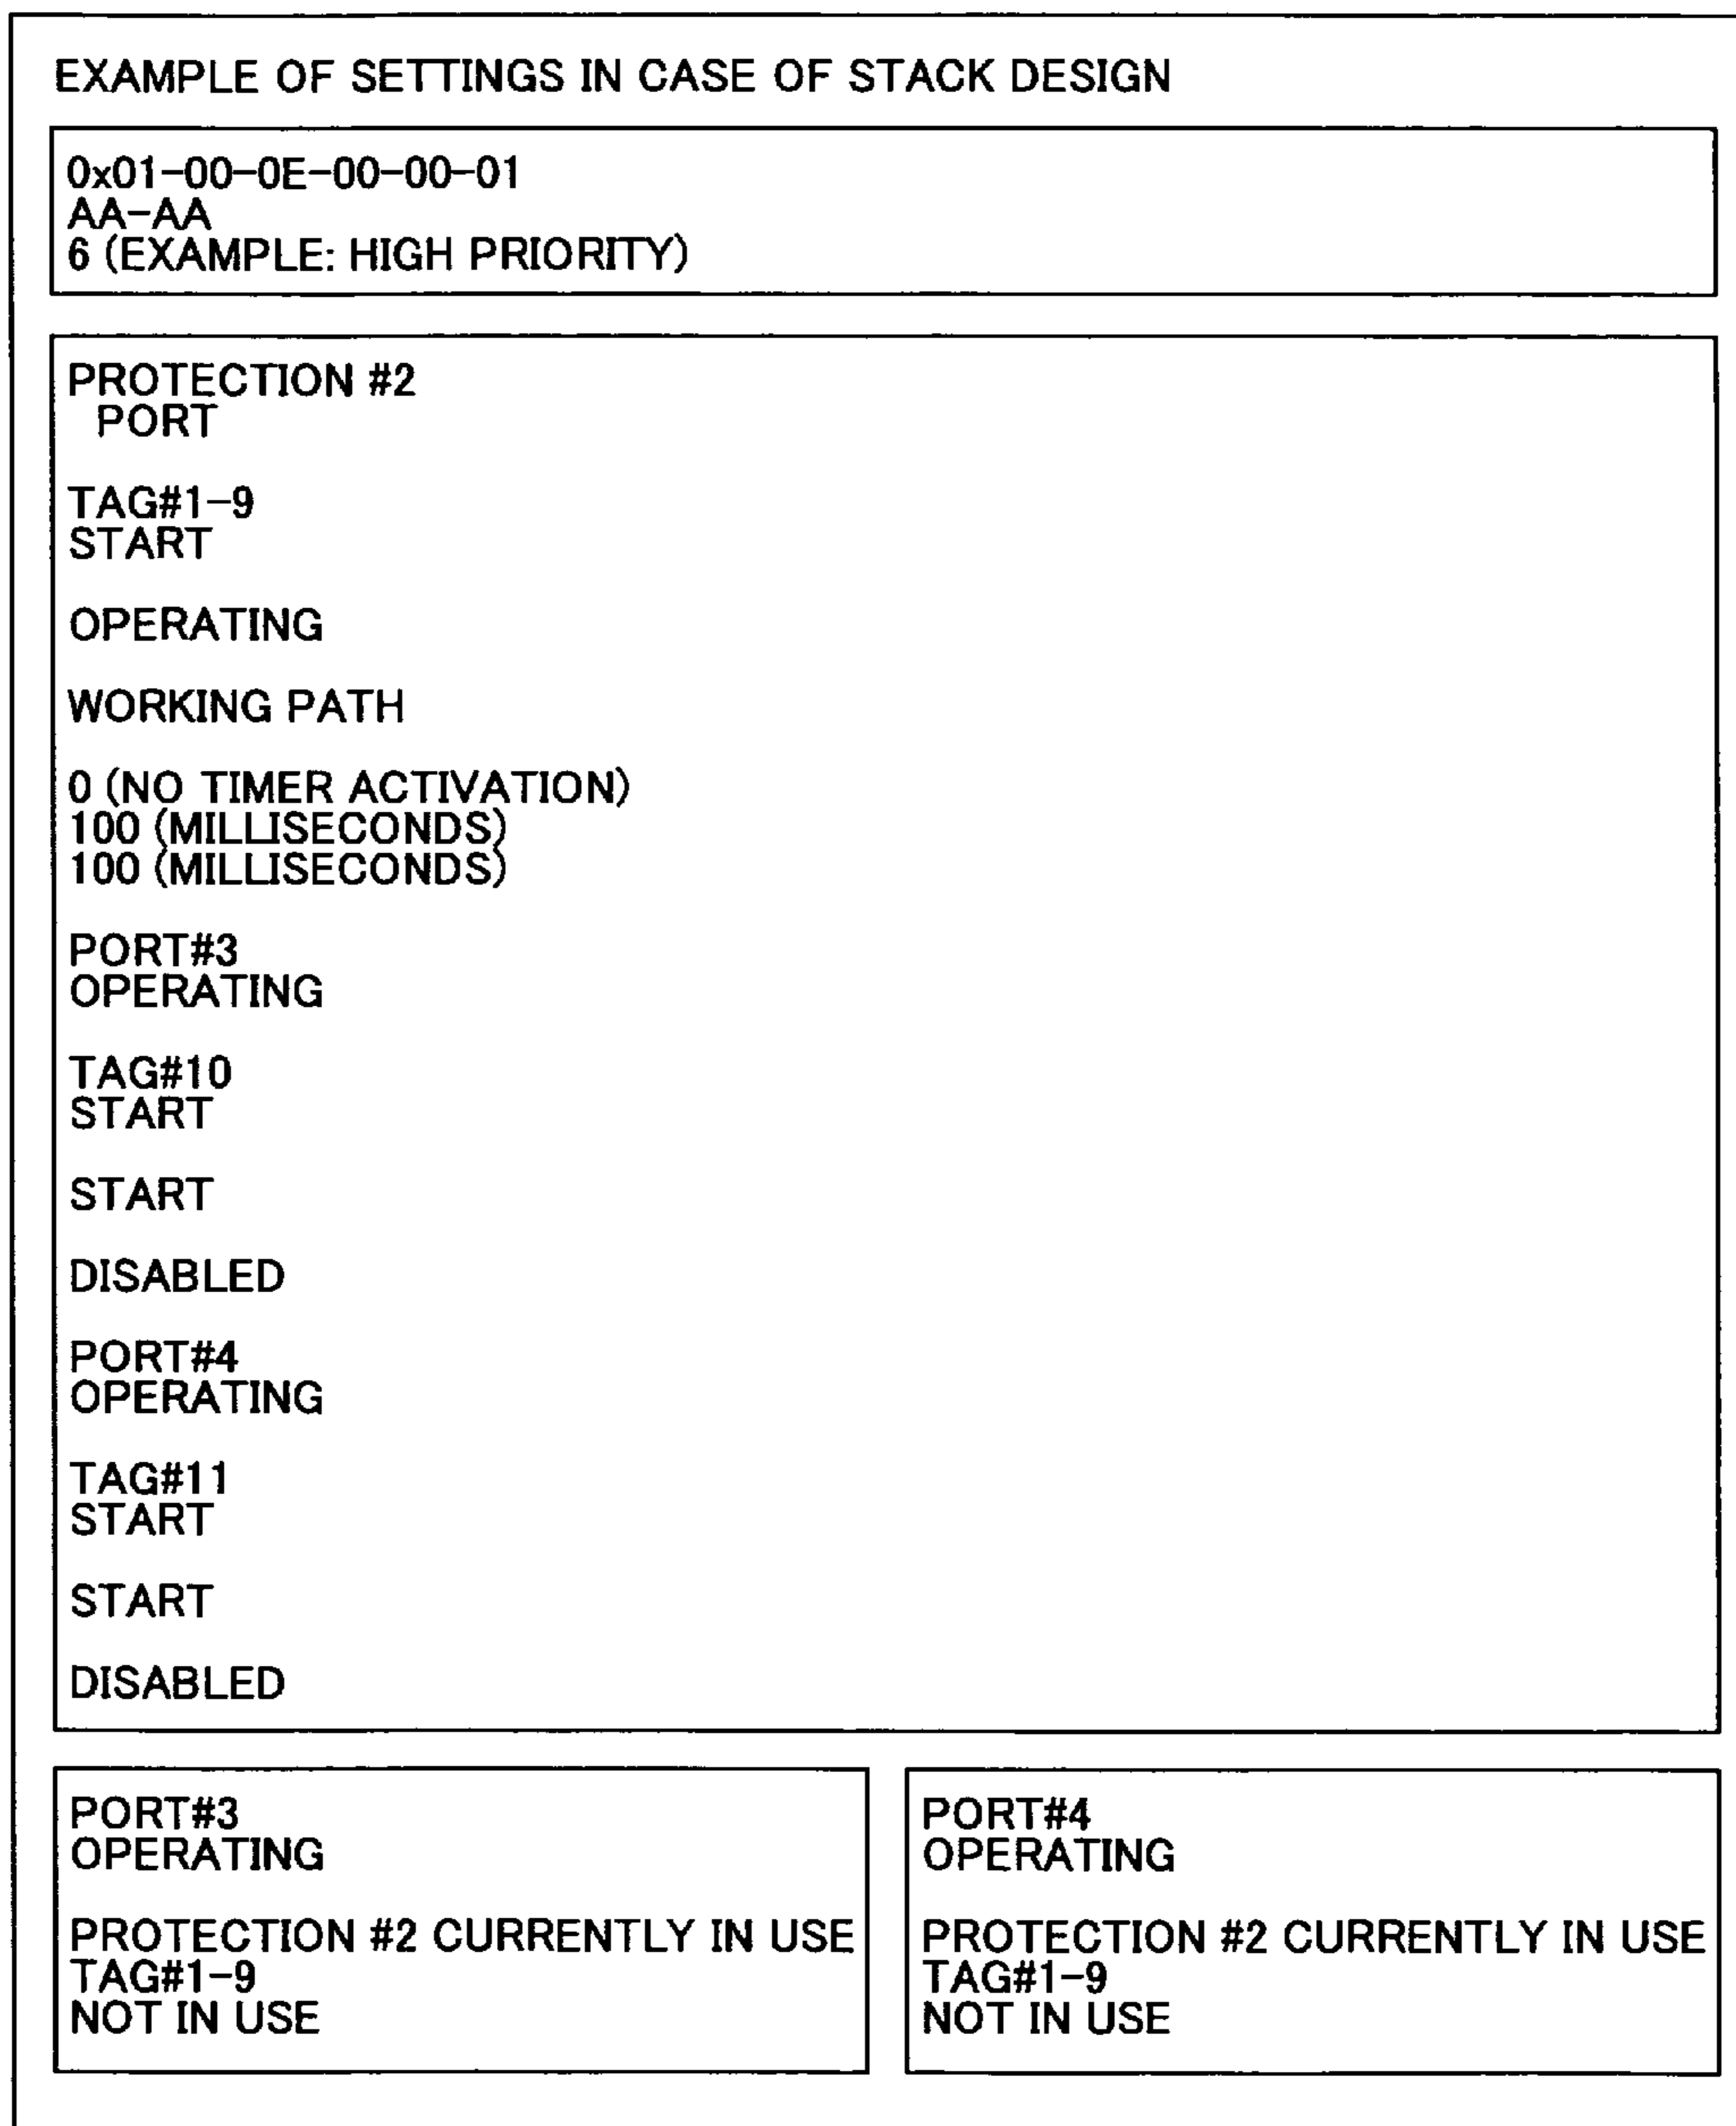 EXAMPLE OF SETTINGS IN CASE OF STACK DESIGN
0x01-00-0E-00-00-01
AA-AA
6 (EXAMPLE: HIGH PRIORITY)
PROTECTION #2
PORT
TAG#1-9
START
OPERATING
WORKING PATH
0 (NO TIMER ACTIVATION)
100 (MILLISECONDS)
100 (MILLISECONDS)
PORT#3
OPERATING
TAG#10
START
START
DISABLED
PORT#4
OPERATING
TAG#11
START
START
DISABLED
PORT#3
OPERATING
PROTECTION #2 CURRENTLY IN USE
TAG#1-9
NOT IN USE
PORT#4
OPERATING
PROTECTION #2 CURRENTLY IN USE
TAG#1-9
NOT IN USE